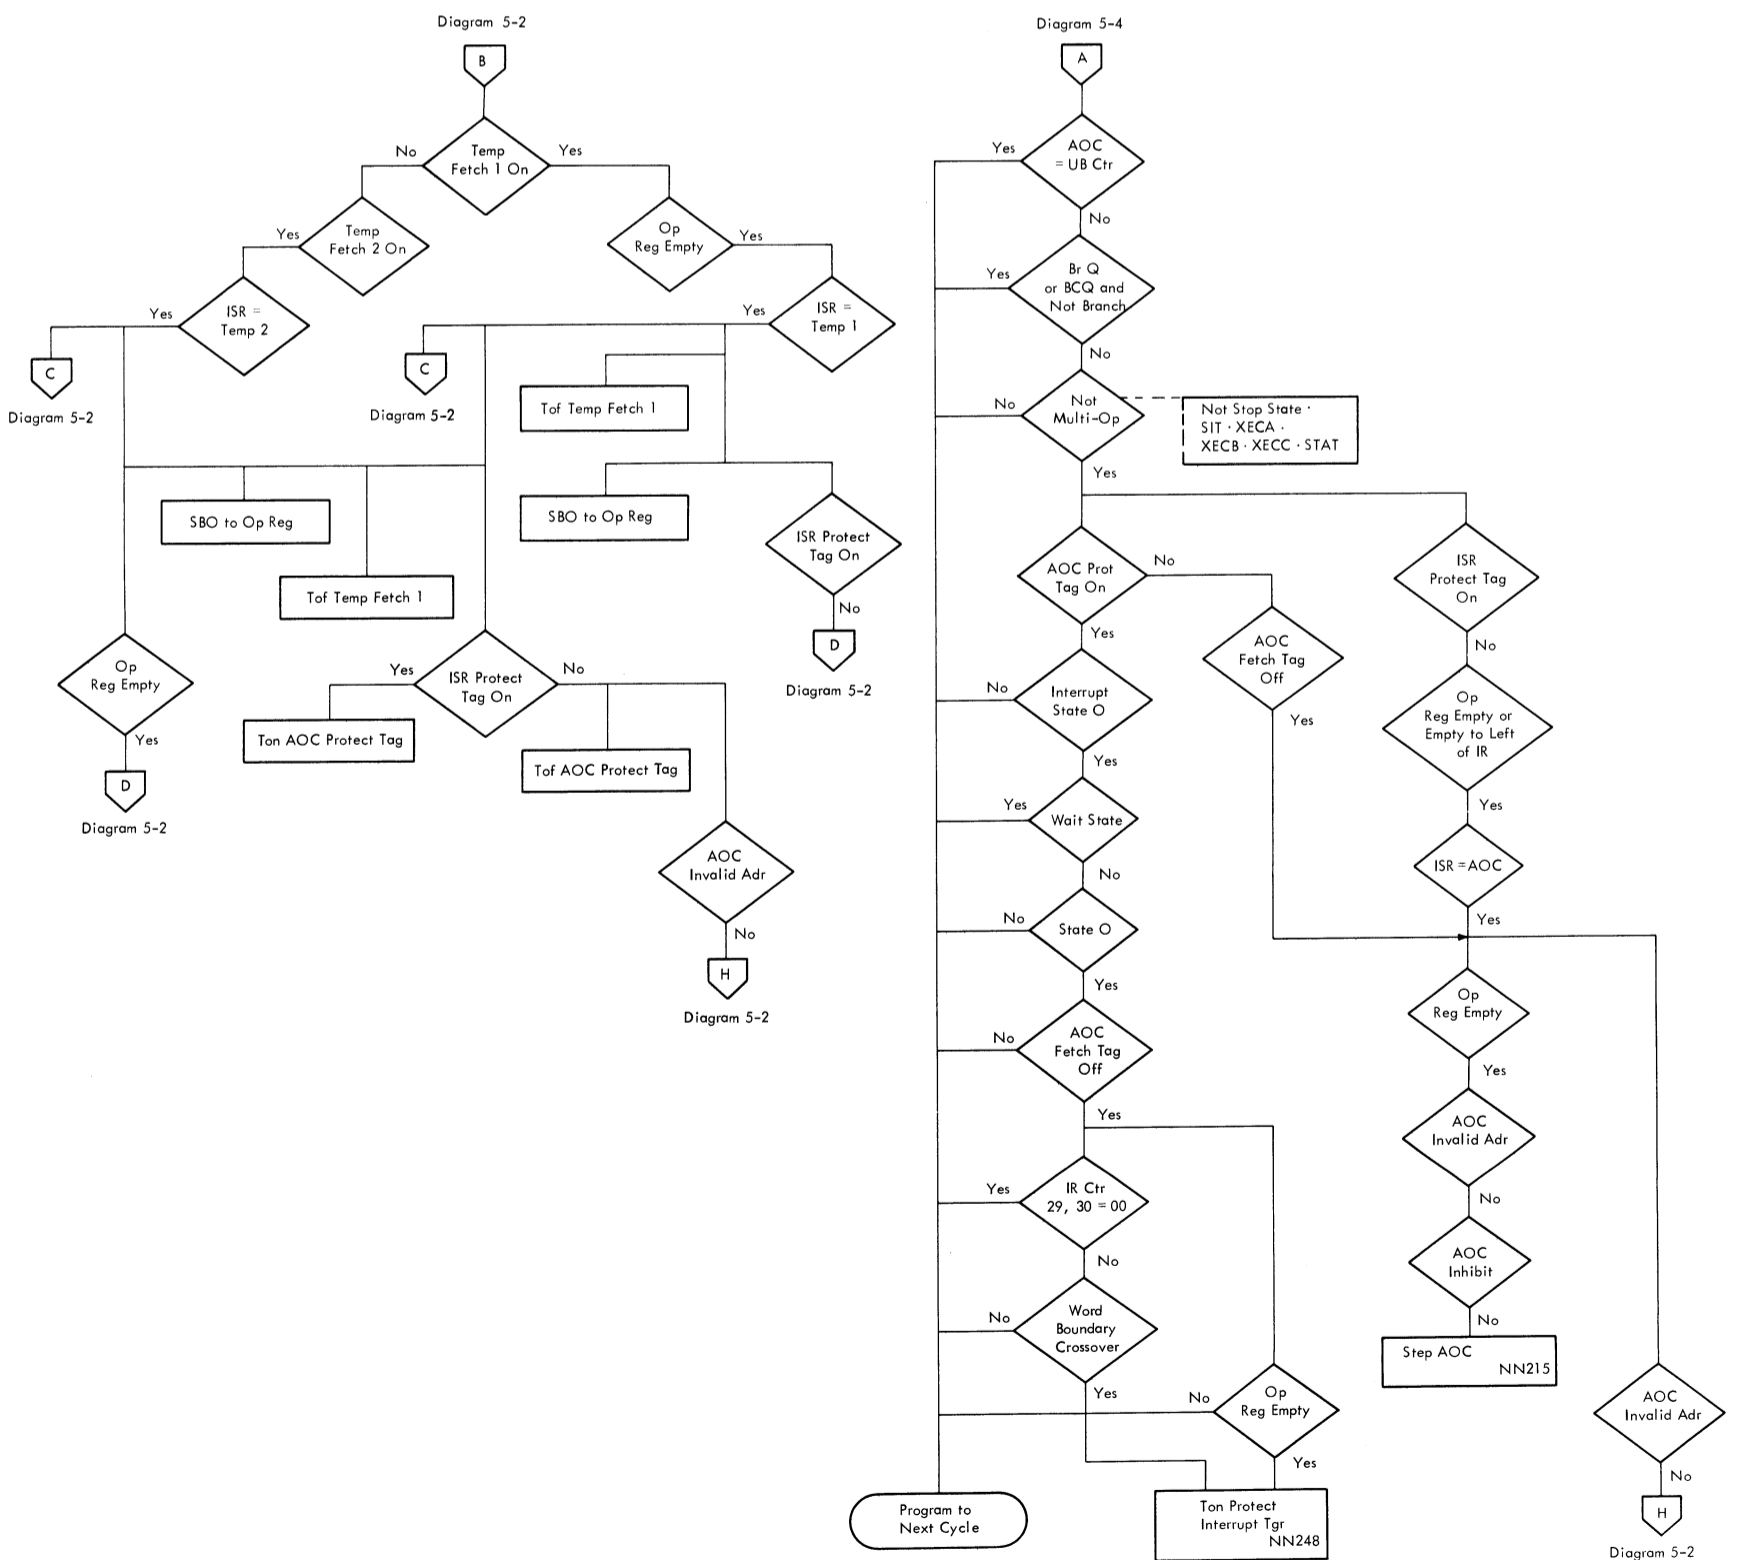 Diagram 5-2
B
Temp
Fetch 1 On
No
Yes
Temp
Fetch 2 On
Yes
Op
Reg Empty
Yes
ISR =
Temp 2
Yes
ISR =
Temp 1
Yes
C
Diagram 5-2
C
Diagram 5-2
Tof Temp Fetch 1
SBO to Op Reg
SBO to Op Reg
ISR Protect
Tag On
No
D
Diagram 5-2
Tof Temp Fetch 1
Op
Reg Empty
Yes
D
Diagram 5-2
ISR Protect
Tag On
Yes
No
Ton AOC Protect Tag
Tof AOC Protect Tag
AOC
Invalid Adr
No
H
Diagram 5-2
Diagram 5-4
A
AOC
= UB Ctr
Yes
No
Br Q
or BCQ and
Not Branch
Yes
No
Not
Multi-Op
No
Yes
Not Stop State ·
SIT · XECA ·
XECB · XECC · STAT
AOC Prot
Tag On
No
Yes
AOC
Fetch Tag
Off
Yes
ISR
Protect Tag
On
No
Op
Reg Empty or
Empty to Left
of IR
Yes
ISR = AOC
Yes
Interrupt
State O
No
Yes
Wait State
Yes
No
State O
No
Yes
AOC
Fetch Tag
Off
No
Yes
IR Ctr
29, 30 = 00
Yes
No
Word
Boundary
Crossover
No
Yes
Op
Reg Empty
No
Yes
Op
Reg Empty
Yes
AOC
Invalid Adr
No
AOC
Inhibit
No
Step AOC
NN215
AOC
Invalid Adr
No
H
Diagram 5-2
Program to
Next Cycle
Ton Protect
Interrupt Tgr
NN248